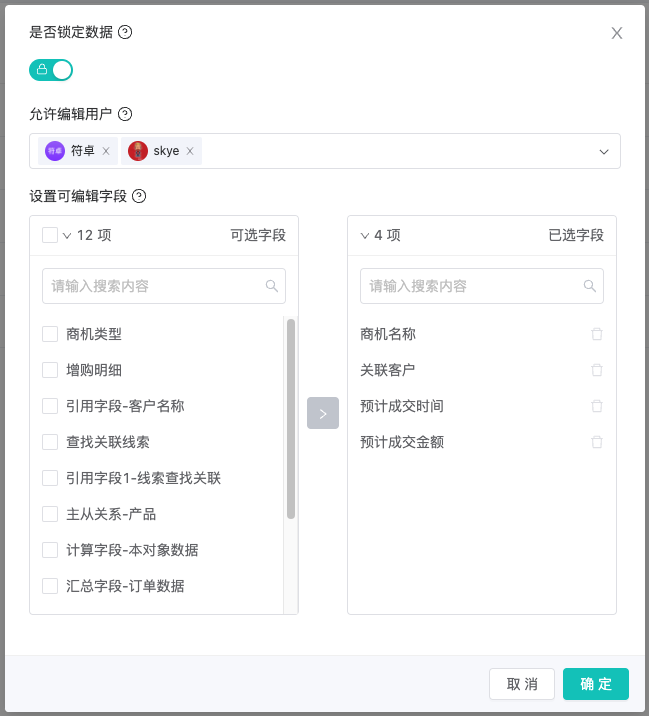 是否锁定数据
允许编辑用户
符卓 符卓 skye
设置可编辑字段
12 项 可选字段
请输入搜索内容
商机类型
增购明细
引用字段-客户名称
查找关联线索
引用字段1-线索查找关联
主从关系-产品
计算字段-本对象数据
汇总字段-订单数据
4 项 已选字段
请输入搜索内容
商机名称
关联客户
预计成交时间
预计成交金额
取 消 确 定